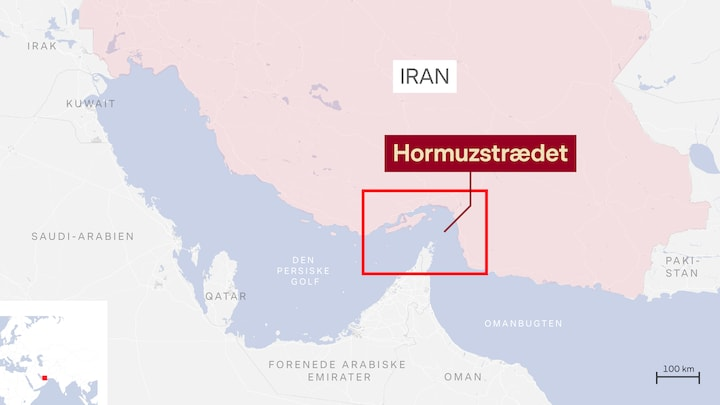 IRAK
IRAN
KUWAIT
Hormuzstrædet
SAUDI-ARABIEN
DEN
PERSISKE
GOLF
PAKI-
STAN
QATAR
OMANBUGTEN
FORENEDE ARABISKE
EMIRATER
OMAN
100 km